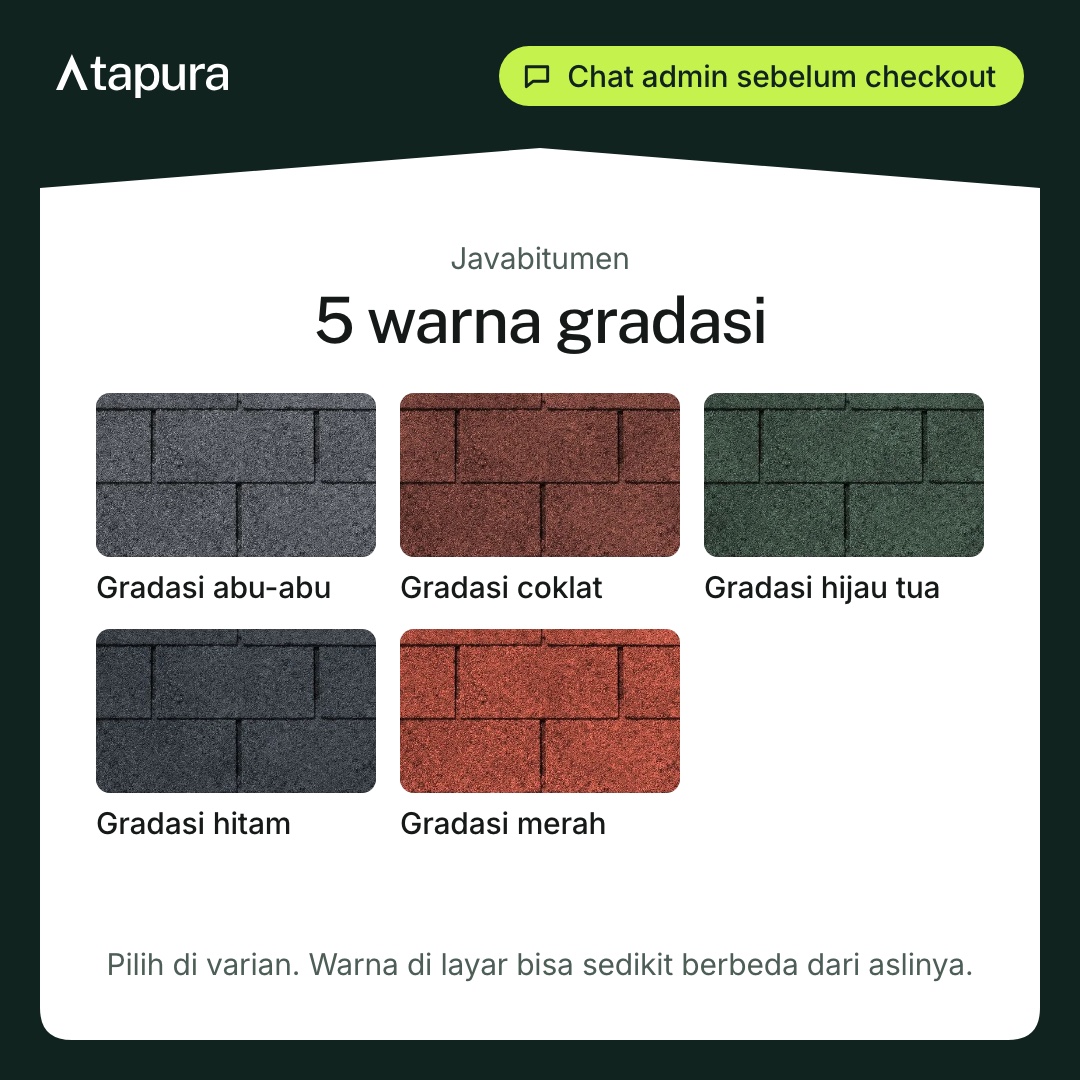 Atapura
Chat admin sebelum checkout
Javabitumen
5 warna gradasi
Gradasi abu-abu
Gradasi coklat
Gradasi hijau tua
Gradasi hitam
Gradasi merah
Pilih di varian. Warna di layar bisa sedikit berbeda dari aslinya.